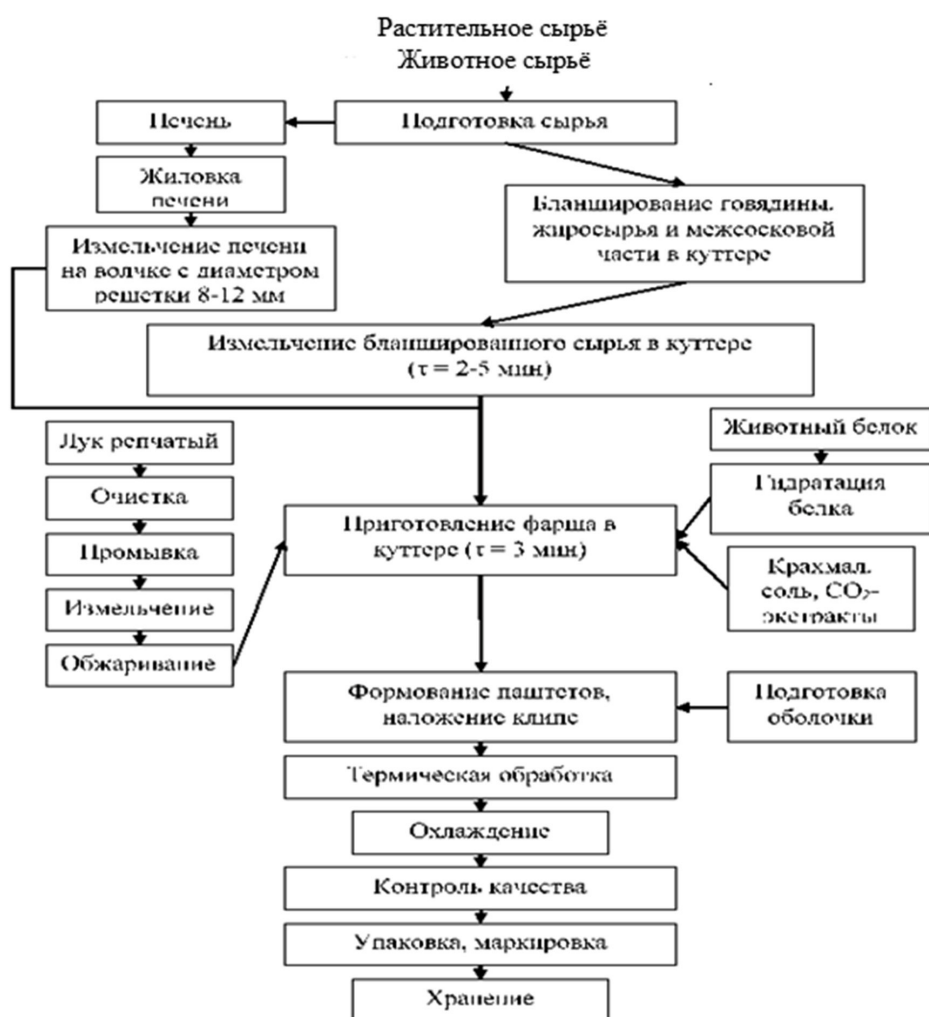 Растительное сырьё
Животное сырьё
Печень
Подготовка сырья
Жиловка
печени
Бланширование говядины,
жиросырья и межсосковой
части в куттере
Измельчение печени
на волчке с диаметром
решетки 8-12 мм
Измельчение бланшированного сырья в куттере
(τ = 2-5 мин)
Лук репчатый
Очистка
Промывка
Измельчение
Обжаривание
Животный белок
Гидратация
белка
Приготовление фарша в
куттере (τ = 3 мин)
Крахмал,
соль, CO₂-
экстракты
Формование паштетов,
наложение клипс
Подготовка
оболочки
Термическая обработка
Охлаждение
Контроль качества
Упаковка, маркировка
Хранение